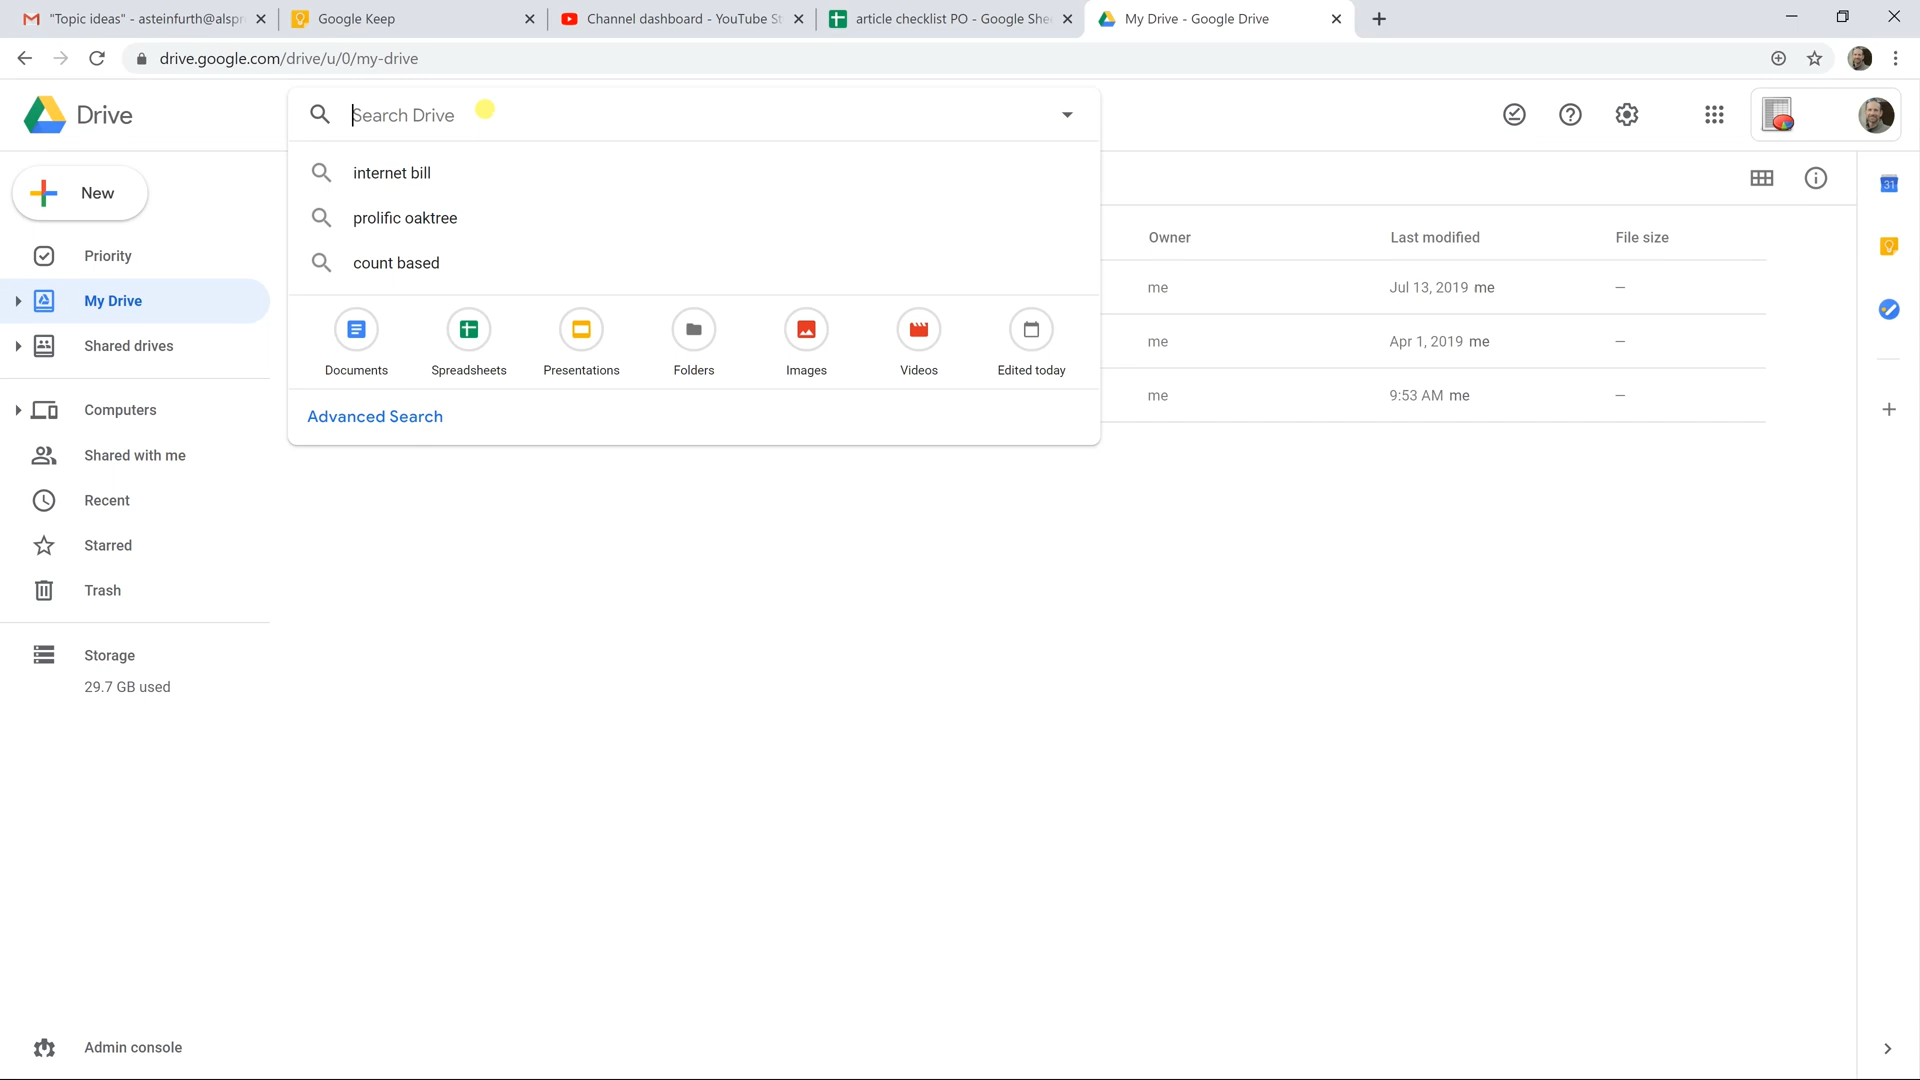 "Topic ideas" - asteinfurth@alspr
Google Keep
Channel dashboard - YouTube St
article checklist PO - Google She
My Drive - Google Drive
drive.google.com/drive/u/0/my-drive
Drive
Search Drive
New
internet bill
prolific oaktree
count based
Documents
Spreadsheets
Presentations
Folders
Images
Videos
Edited today
Advanced Search
Owner
Last modified
File size
me
Jul 13, 2019 me
—
me
Apr 1, 2019 me
—
me
9:53 AM me
—
Priority
My Drive
Shared drives
Computers
Shared with me
Recent
Starred
Trash
Storage
29.7 GB used
Admin console
31